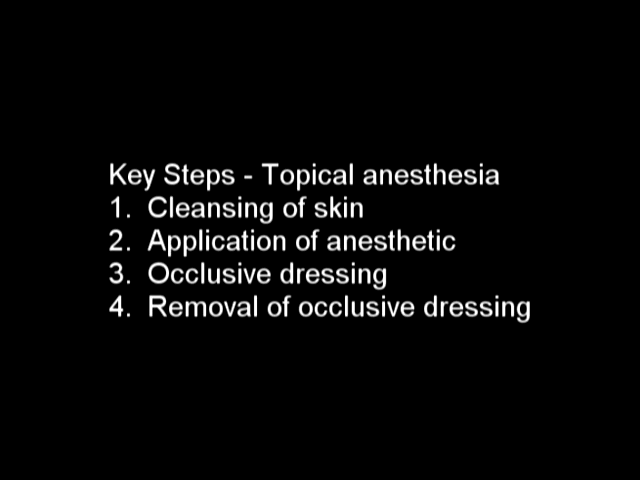 Key Steps - Topical anesthesia
1. Cleansing of skin
2. Application of anesthetic
3. Occlusive dressing
4. Removal of occlusive dressing